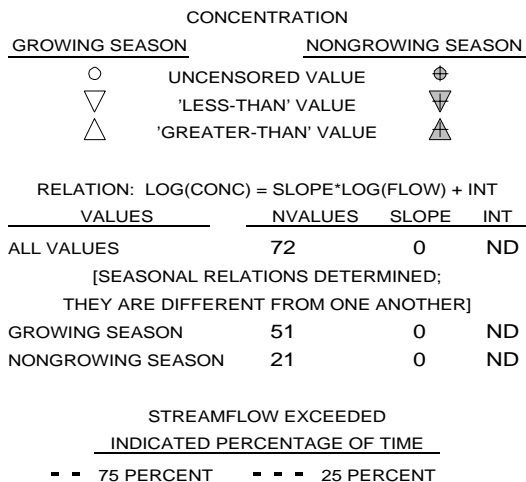 CONCENTRATION
GROWING SEASON NONGROWING SEASON
UNCENSORED VALUE
'LESS-THAN' VALUE
'GREATER-THAN' VALUE
RELATION: LOG(CONC) = SLOPE*LOG(FLOW) + INT
VALUES NVALUES SLOPE INT
ALL VALUES 72 0 ND
[SEASONAL RELATIONS DETERMINED;
THEY ARE DIFFERENT FROM ONE ANOTHER]
GROWING SEASON 51 0 ND
NONGROWING SEASON 21 0 ND
STREAMFLOW EXCEEDED
INDICATED PERCENTAGE OF TIME
75 PERCENT 25 PERCENT